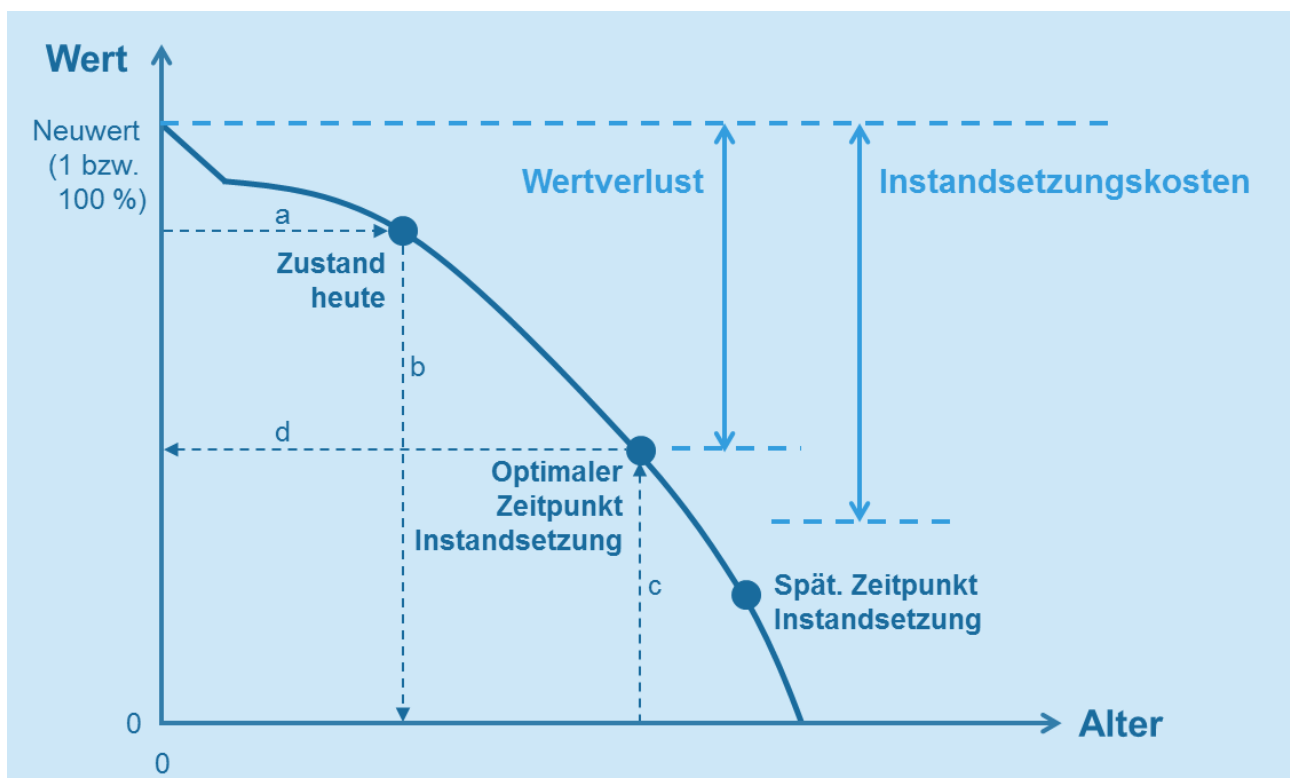 Wert
Neuwert
(1 bzw.
100 %)
a
Zustand
heute
b
Wertverlust
Instandsetzungskosten
d
Optimaler
Zeitpunkt
Instandsetzung
c
Spät. Zeitpunkt
Instandsetzung
0
Alter
0